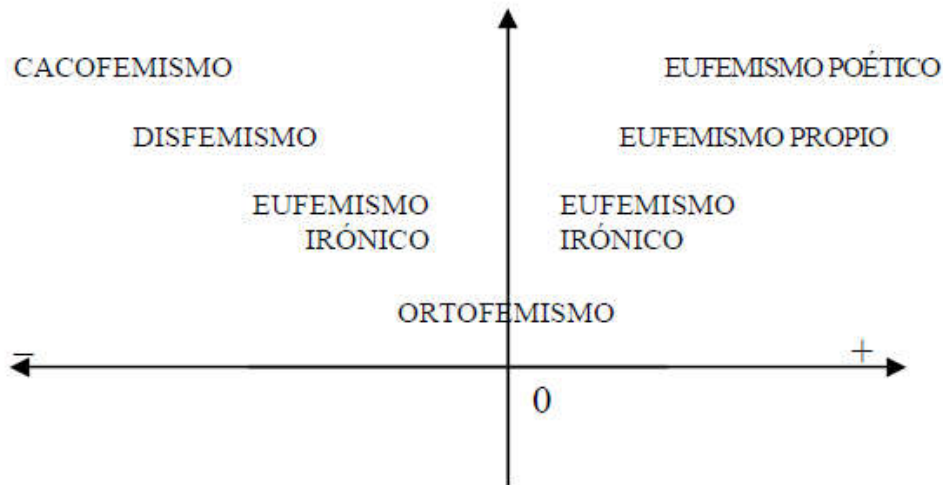 CACOFEMISMO
EUFEMISMO POÉTICO
DISFEMISMO
EUFEMISMO PROPIO
EUFEMISMO
IRÓNICO
EUFEMISMO
IRÓNICO
ORTOFEMISMO
–
+
0